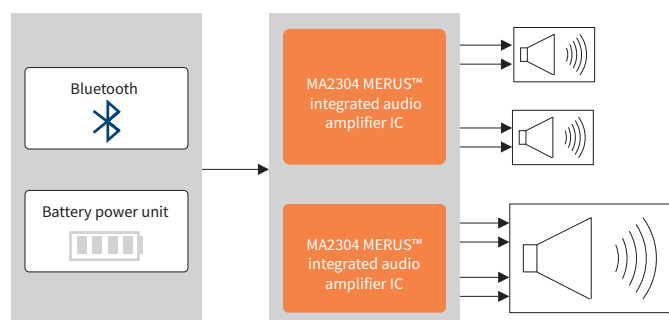 Bluetooth
Battery power unit
MA2304 MERUS™
integrated audio
amplifier IC
MA2304 MERUS™
integrated audio
amplifier IC